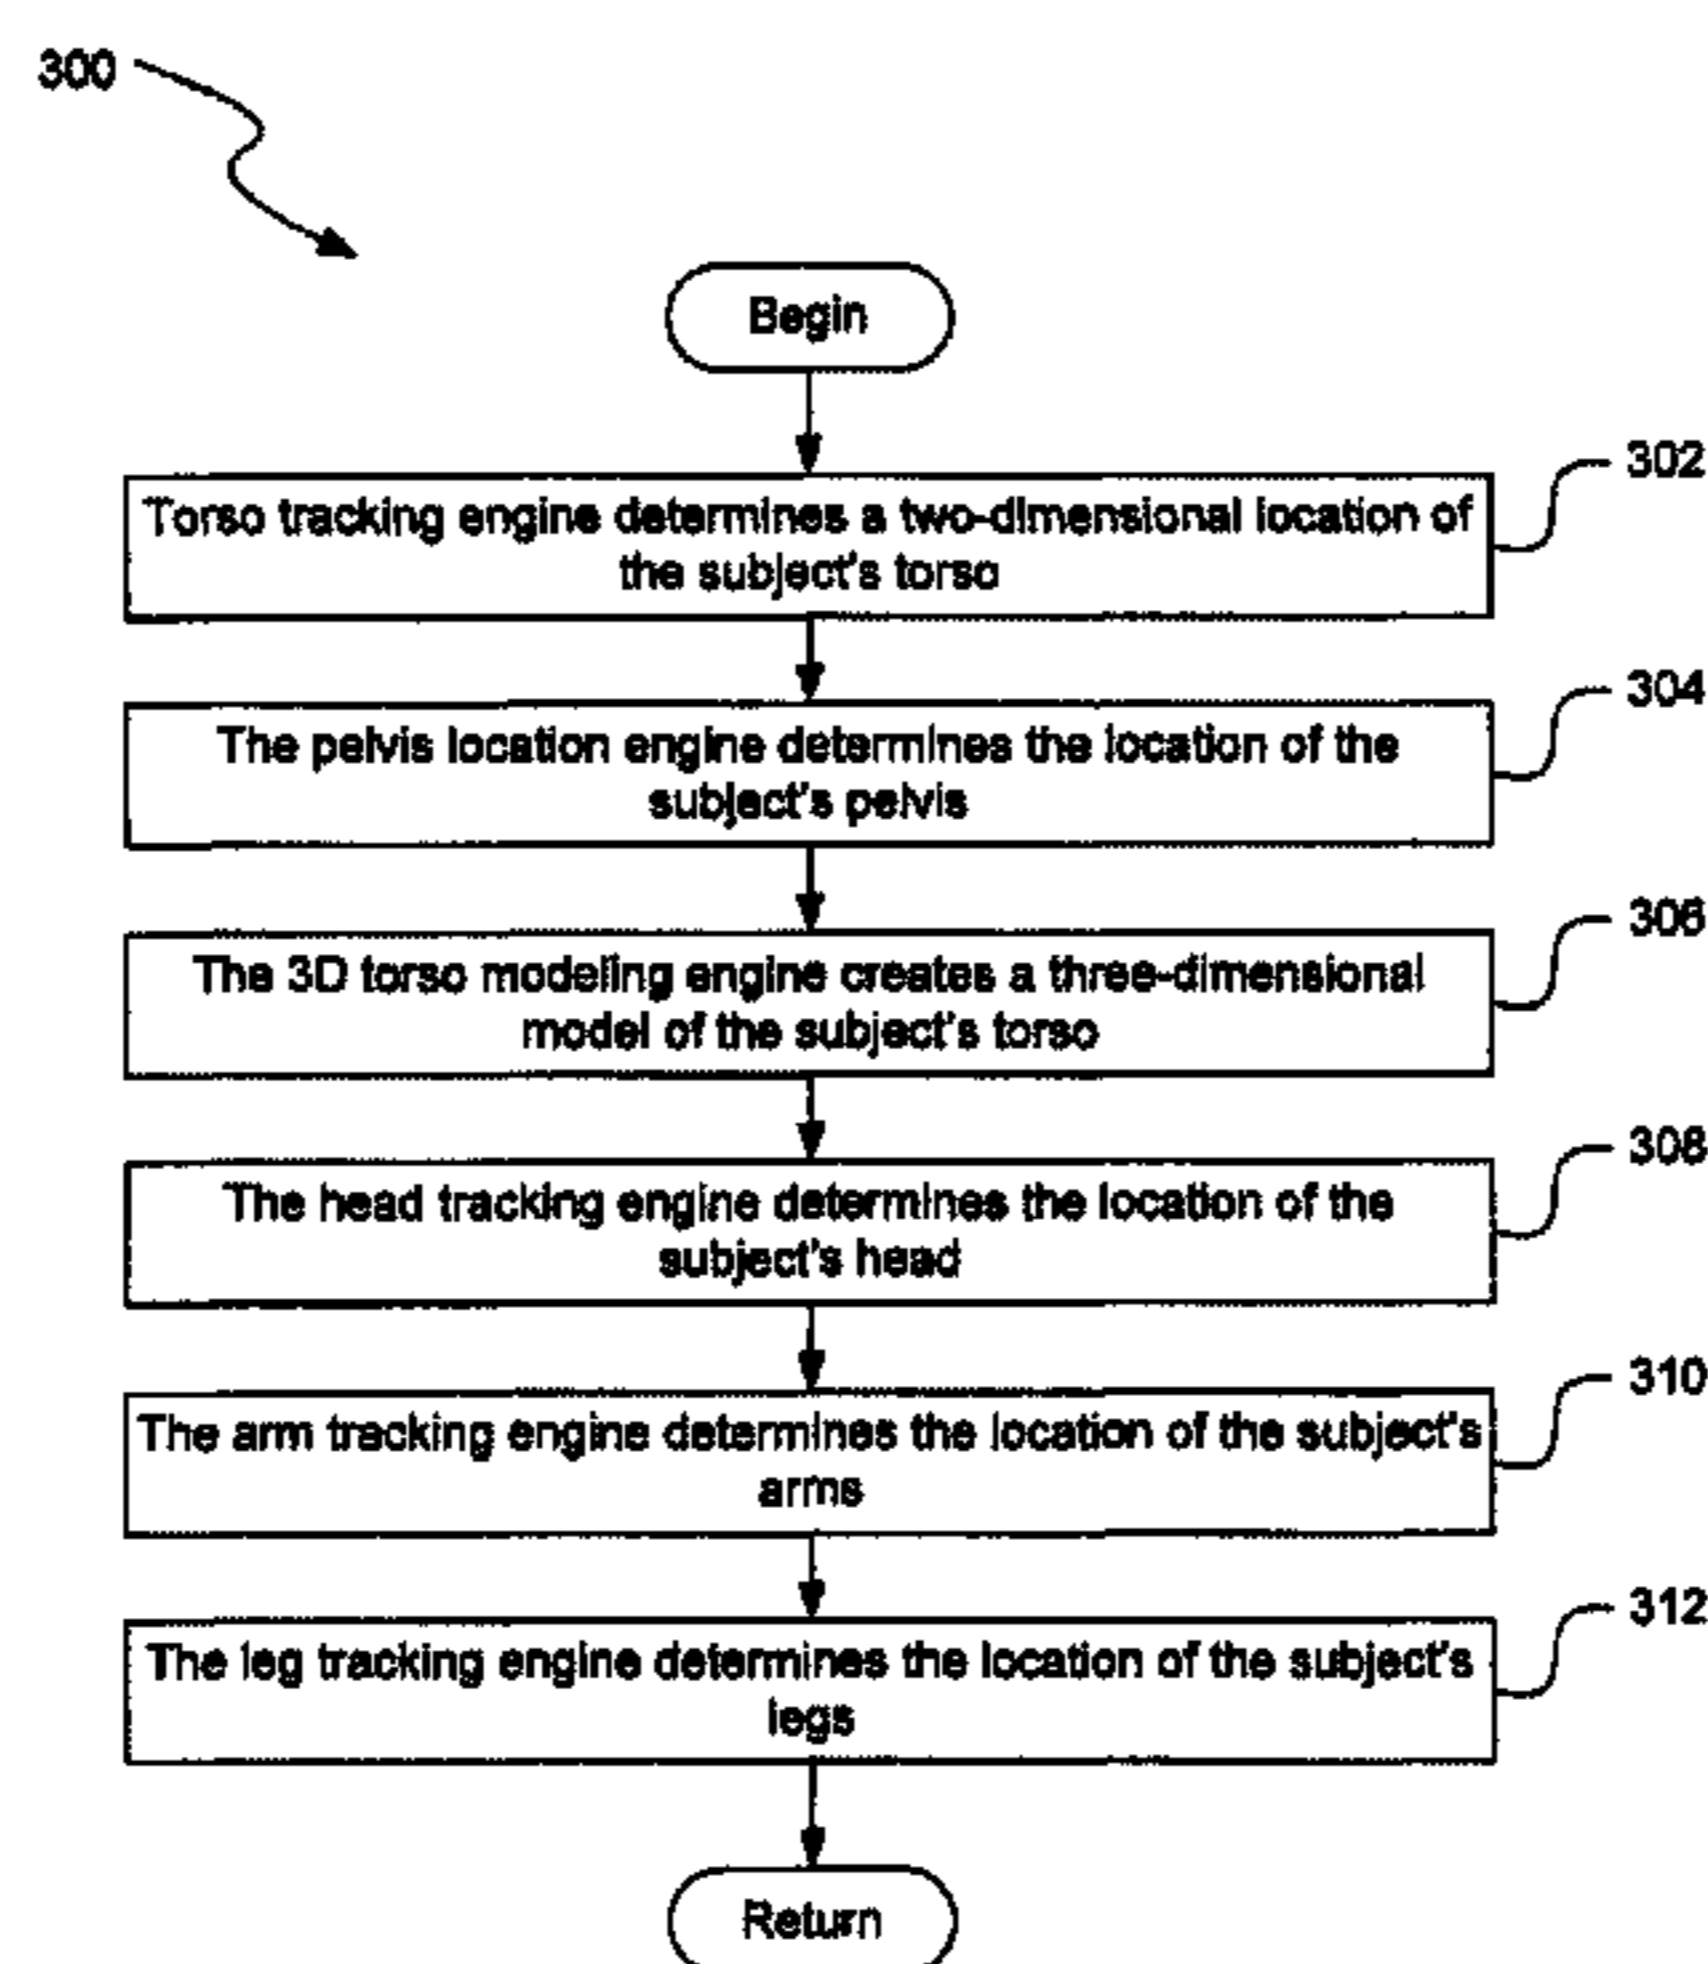 300
Begin
302
Torso tracking engine determines a two-dimensional location of
the subject's torso
304
The pelvis location engine determines the location of the
subject's pelvis
306
The 3D torso modeling engine creates a three-dimensional
model of the subject's torso
308
The head tracking engine determines the location of the
subject's head
310
The arm tracking engine determines the location of the subject's
arms
312
The leg tracking engine determines the location of the subject's
legs
Return